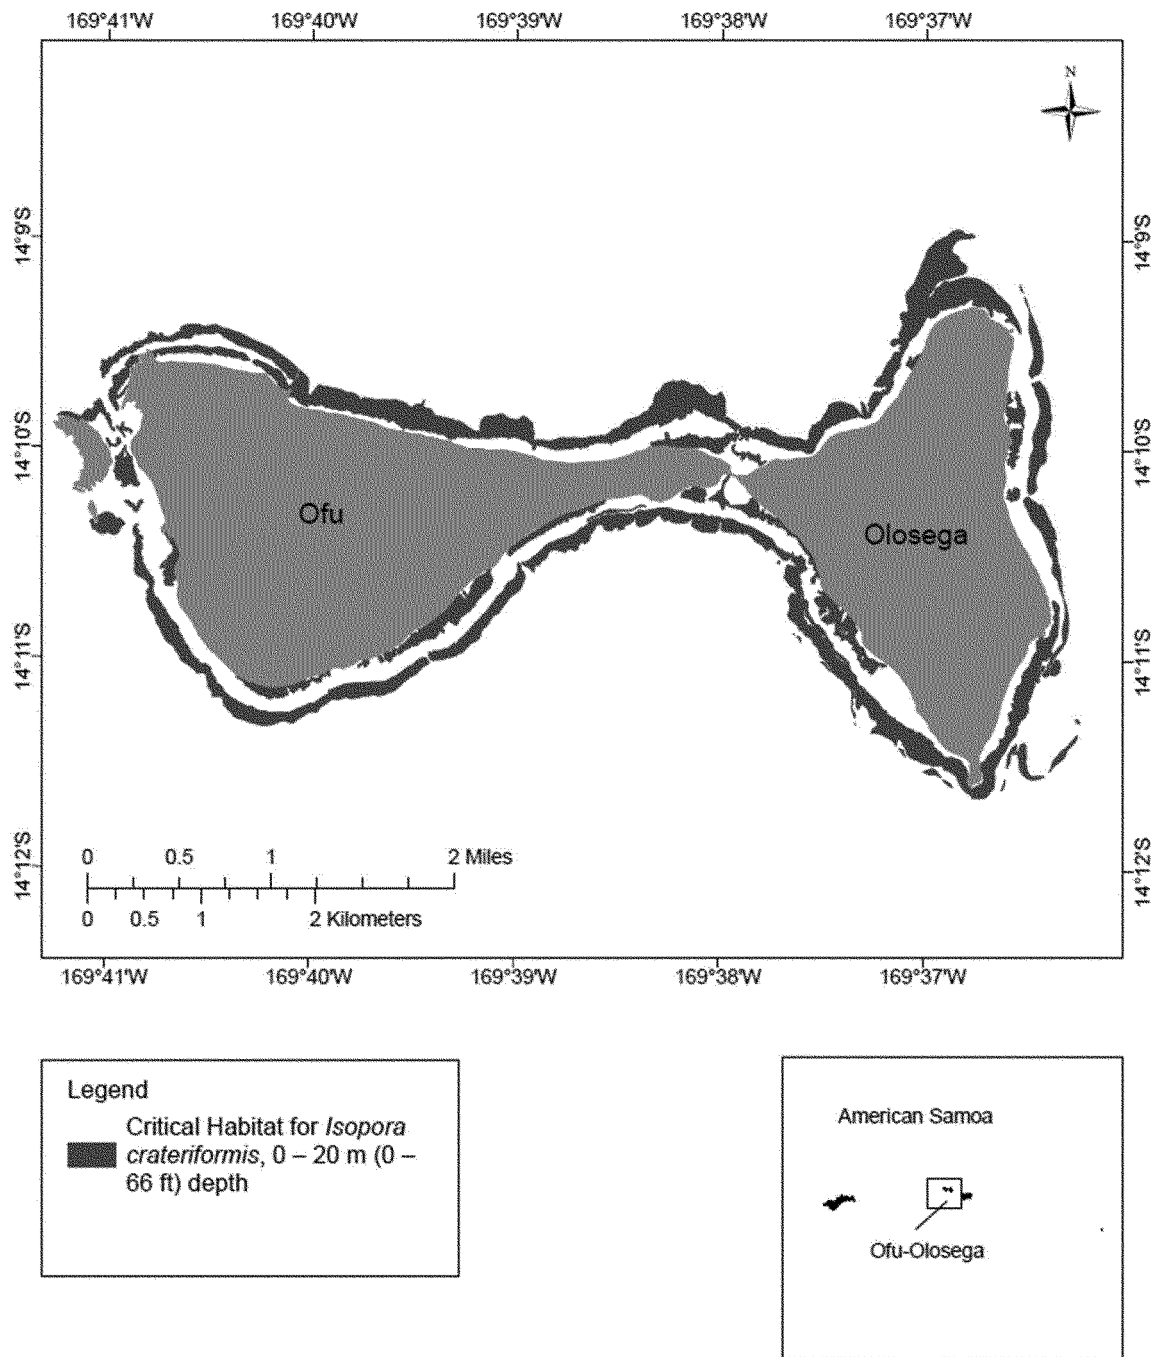 169°41'W 169°40'W 169°39'W 169°38'W 169°37'W
N
14°9'S 14°9'S
14°10'S 14°10'S
Ofu
Olosega
14°11'S 14°11'S
0 0.5 1 2 Miles
14°12'S 14°12'S
0 0.5 1 2 Kilometers
169°41'W 169°40'W 169°39'W 169°38'W 169°37'W
Legend
Critical Habitat for Isopora
crateriformis, 0 – 20 m (0 –
66 ft) depth
American Samoa
Ofu-Olosega